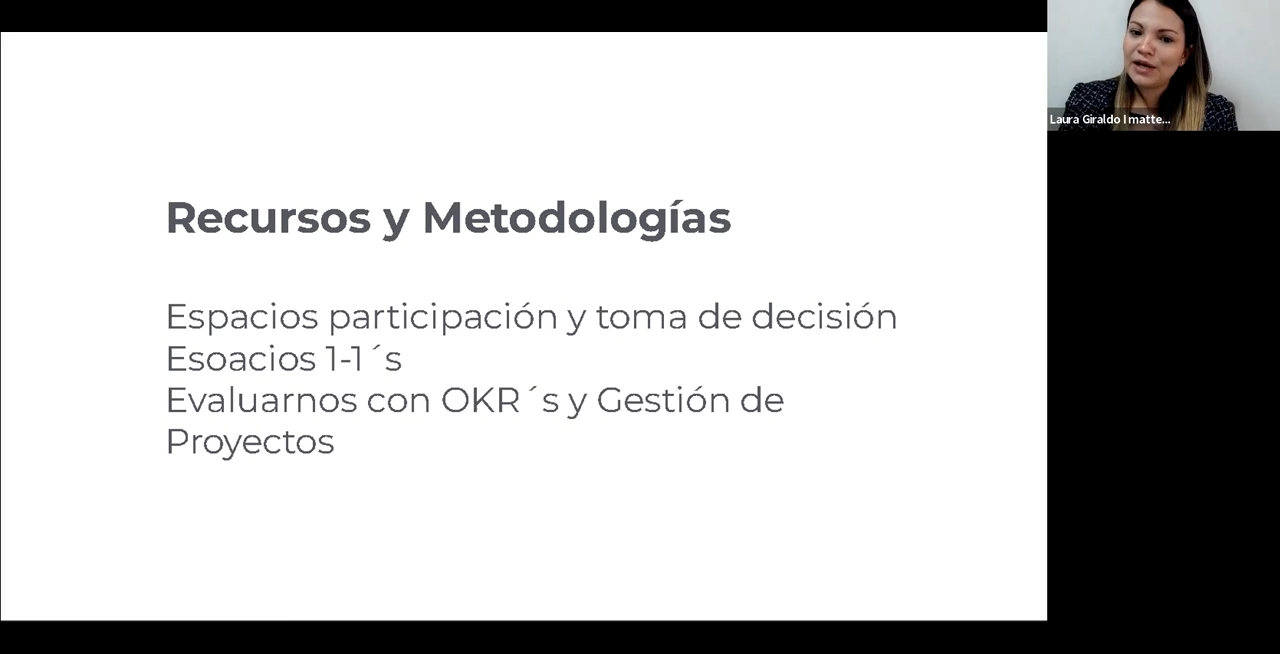 Recursos y Metodologías
Espacios participación y toma de decisión
Esoacios 1-1´s
Evaluarnos con OKR´s y Gestión de
Proyectos
Laura Giraldo I matte...